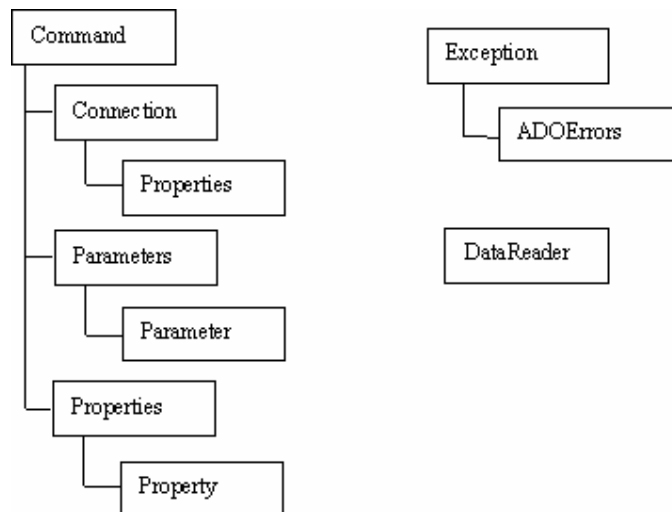 Command
Connection
Properties
Parameters
Parameter
Properties
Property
Exception
ADOErrors
DataReader